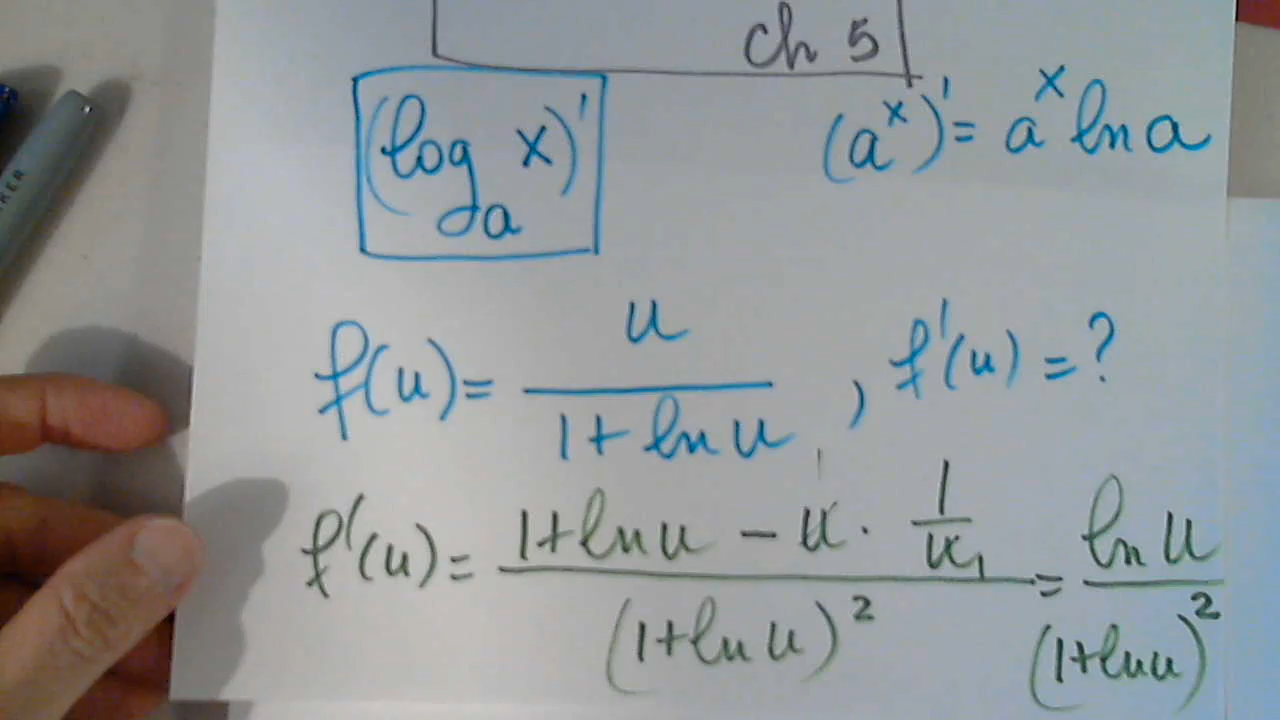 Ch 5
(log_a x)' (a^x)' = a^x ln a
f(u) = u / (1 + ln u) , f'(u) = ?
f'(u) = (1 + ln u - u · 1/u) / (1 + ln u)^2 = ln u / (1 + ln u)^2